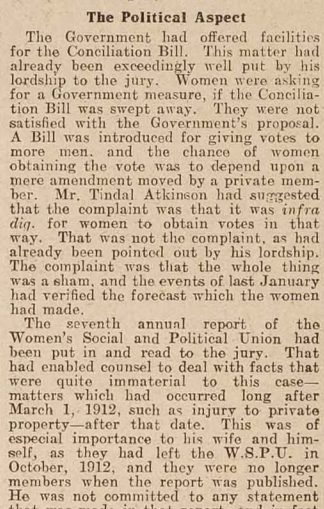 The Political Aspect
The Government had offered facilities
for the Conciliation Bill. This matter had
already been exceedingly well put by his
lordship to the jury. Women were asking
for a Government measure, if the Concilia-
tion Bill was swept away. They were not
satisfied with the Government's proposal.
A Bill was introduced for giving votes to
more men, and the chance of women
obtaining the vote was to depend upon a
mere amendment moved by a private mem-
ber. Mr. Tindal Atkinson had suggested
that the complaint was that it was infra
dig. for women to obtain votes in that
way. That was not the complaint, as had
already been pointed out by his lordship.
The complaint was that the whole thing
was a sham, and the events of last January
had verified the forecast which the women
had made.
The seventh annual report of the
Women's Social and Political Union had
been put in and read to the jury. That
had enabled counsel to deal with facts that
were quite immaterial to this case—
matters which had occurred long after
March 1, 1912, such as injury to private
property—after that date. This was of
especial importance to his wife and him-
self, as they had left the W.S.P.U. in
October, 1912, and they were no longer
members when the report was published.
He was not committed to any statement